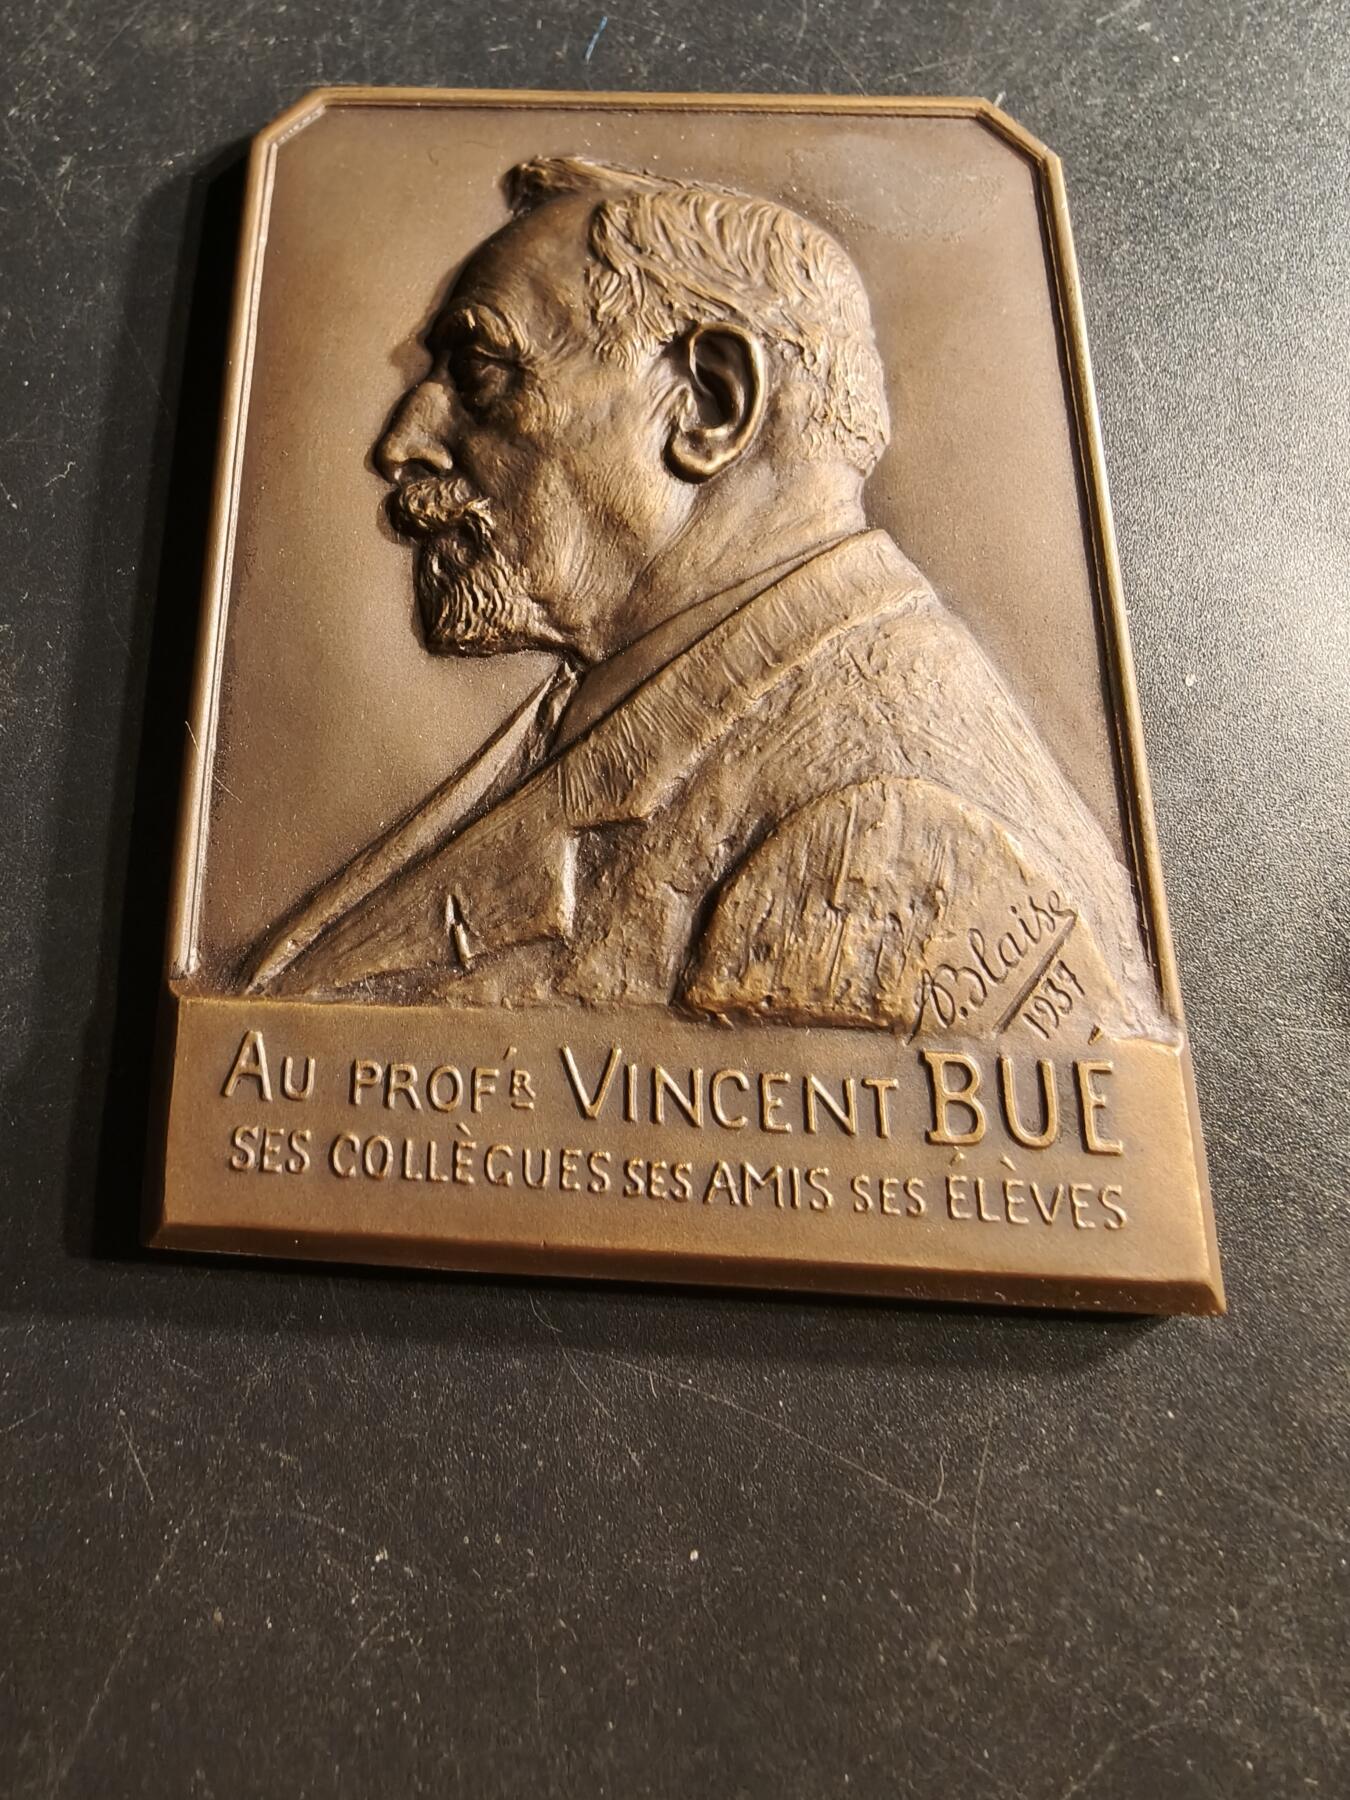 D. Blaise
1937
AU PROFR VINCENT BUÉ
SES COLLÈGUES SES AMIS SES ÉLÈVES